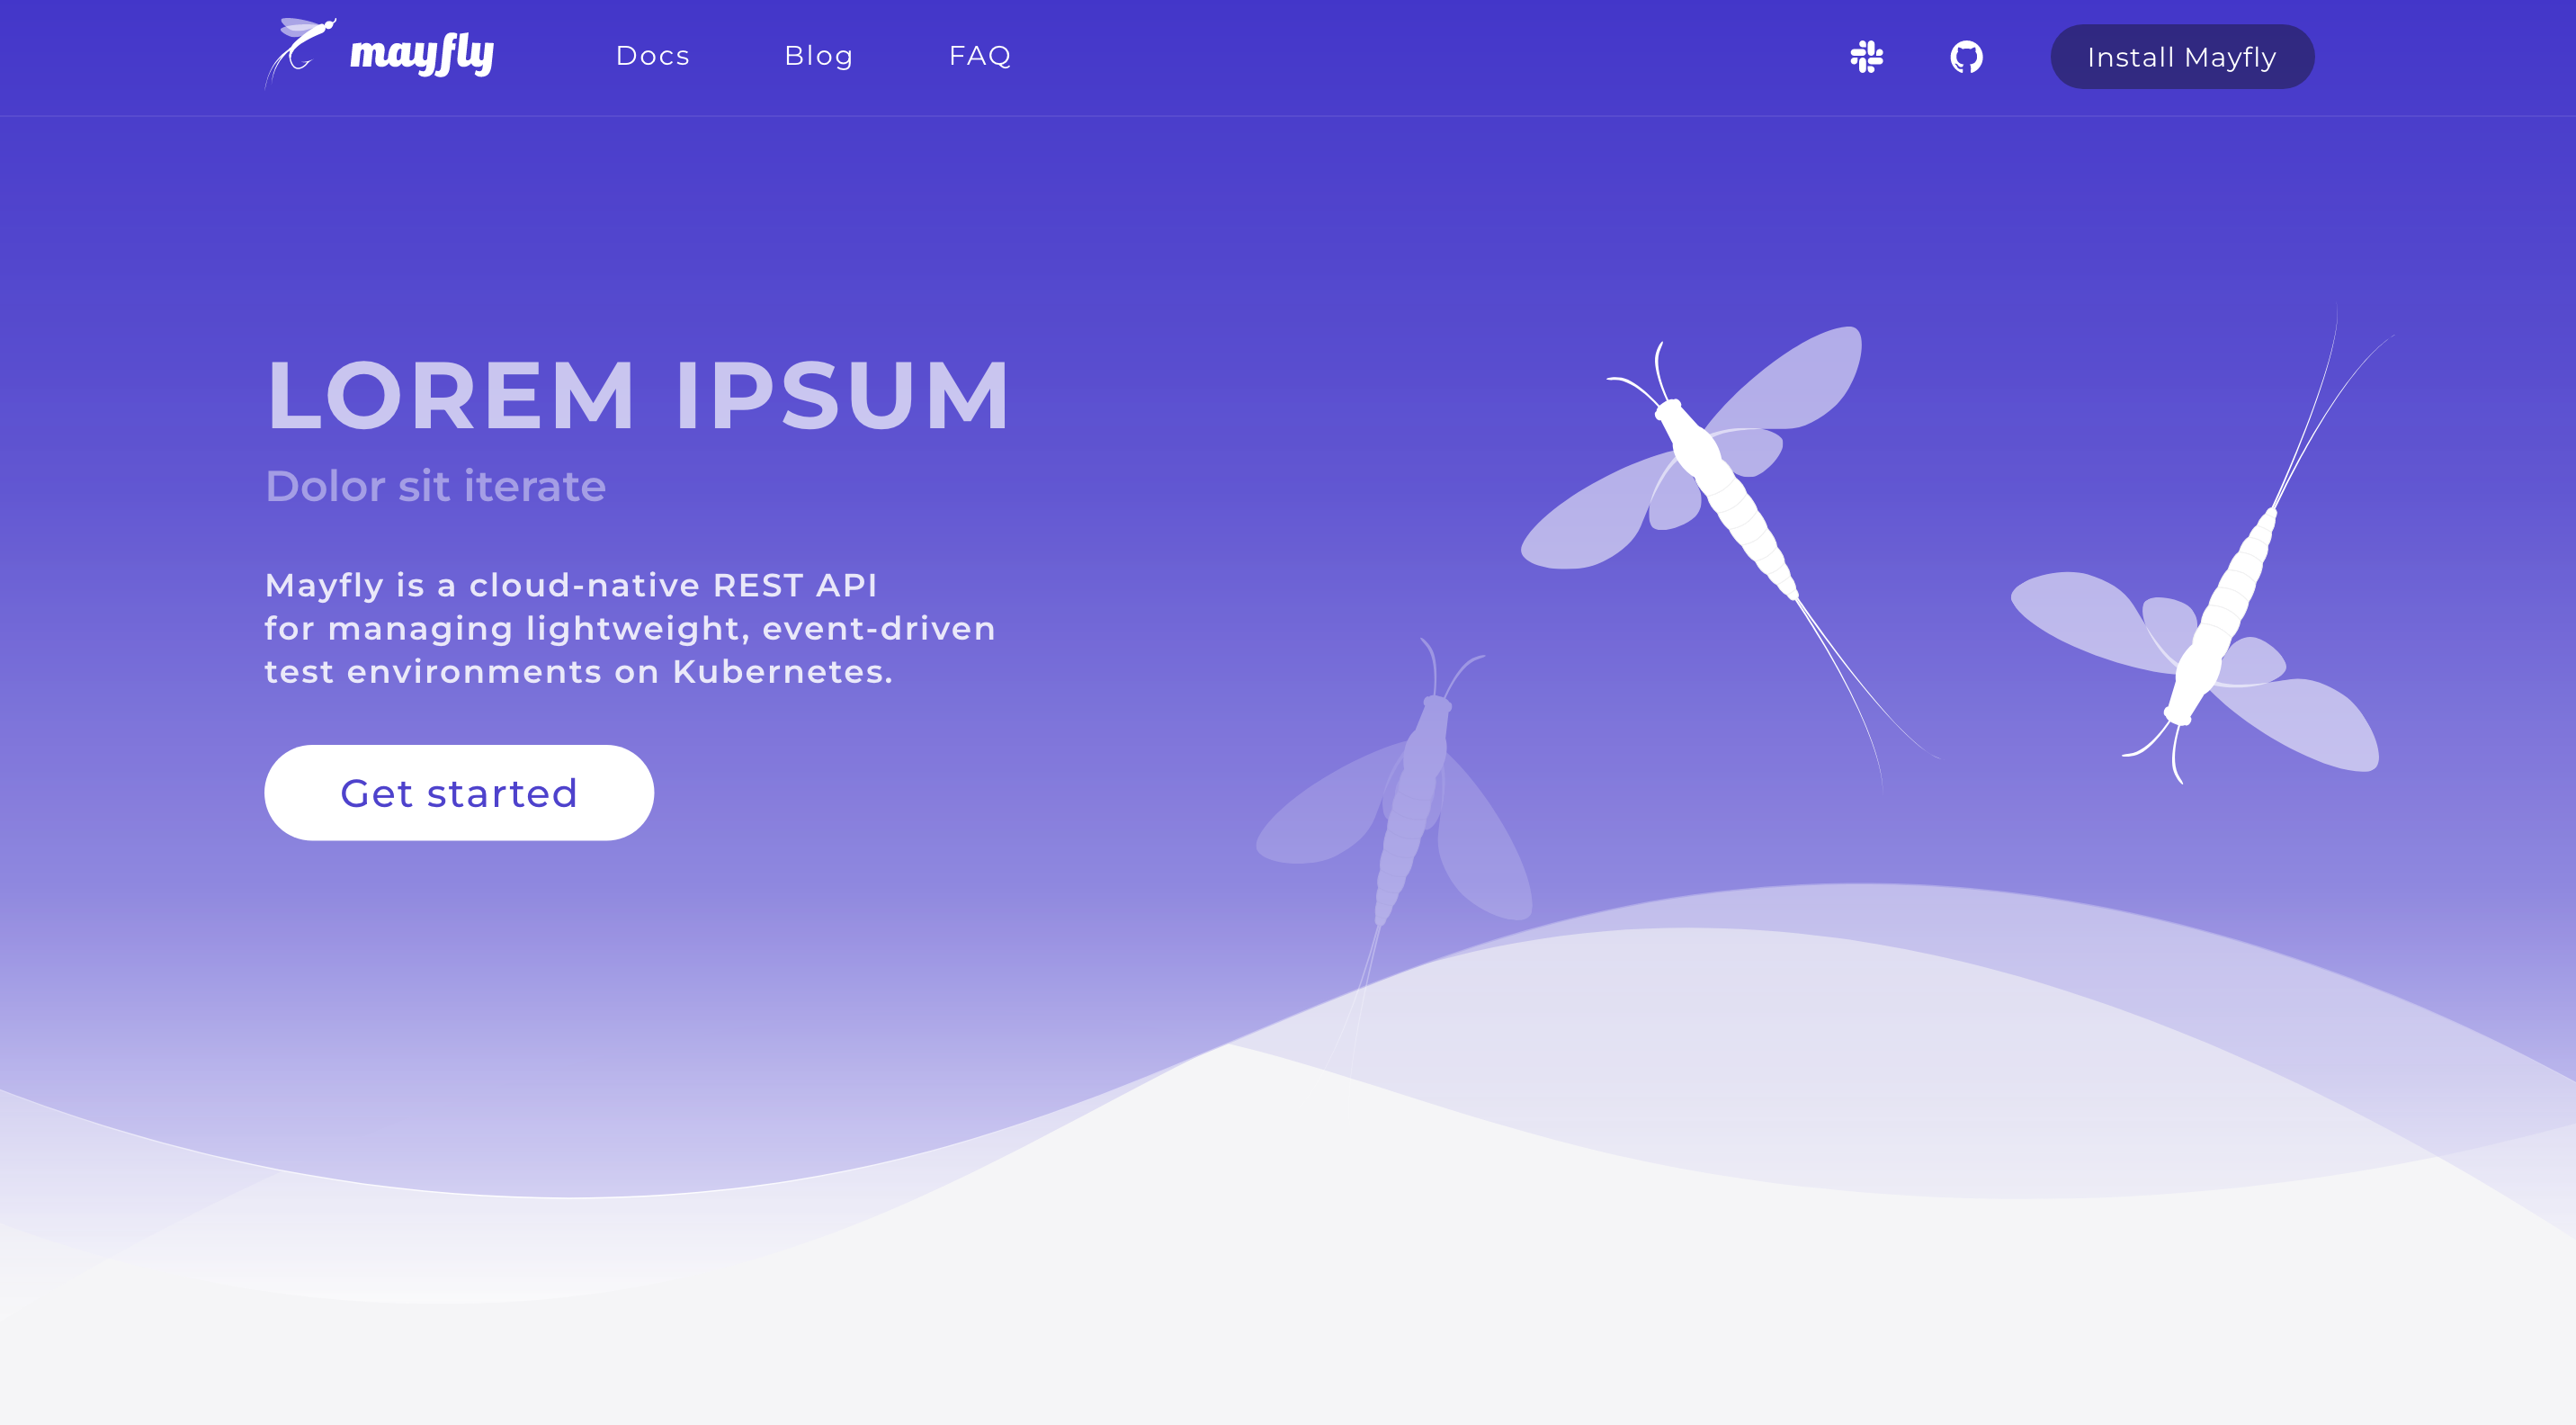 mayfly
Docs
Blog
FAQ
Install Mayfly
LOREM IPSUM
Dolor sit iterate
Mayfly is a cloud-native REST API
for managing lightweight, event-driven
test environments on Kubernetes.
Get started